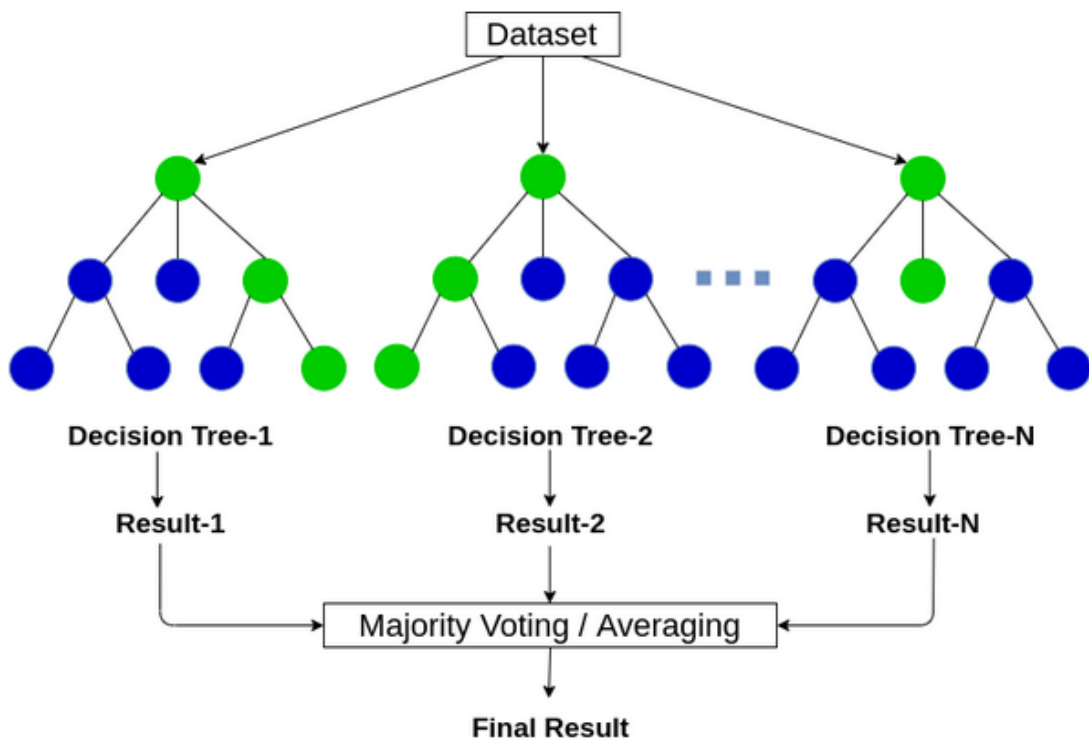 Dataset
Decision Tree-1
Decision Tree-2
Decision Tree-N
Result-1
Result-2
Result-N
Majority Voting / Averaging
Final Result